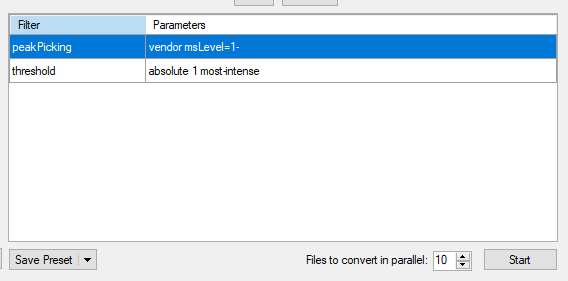 Filter Parameters
peakPicking vendor msLevel=1-
threshold absolute 1 most-intense
Save Preset Files to convert in parallel: 10 Start